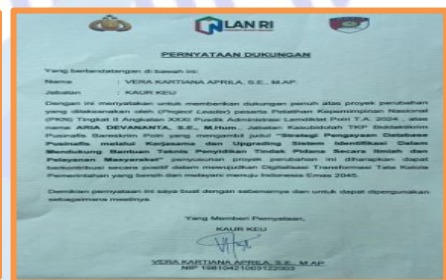 LAN RI
PERNYATAAN DUKUNGAN
Yang bertandatangan di bawah ini:
Nama : VERA KARTIANA APRILA, S.E., M.AP.
Jabatan : KAUR KEU
Dengan ini menyatakan untuk memberikan dukungan penuh atas proyek perubahan
yang dilaksanakan oleh (Project Leader) peserta Pelatihan Kepemimpinan Nasional
(PKN) Tingkat II Angkatan XXXI Pusdik Administrasi Lemdiklat Polri T.A. 2024 , atas
nama ARIA DEVANANTA, S.E., M.Hum, Jabatan Kasubbidolah TKP Biddaktikrim
Pusinafis Bareskrim Polri yang mengambil judul "Strategi Pengayaan Database
Pusinafis melalui Kerjasama dan Upgrading Sistem Identifikasi Dalam
Mendukung Bantuan Teknis Penyidikan Tindak Pidana Secara Ilmiah dan
Pelayanan Masyarakat" penyusunan proyek perubahan ini diharapkan dapat
berkontribusi secara positif dalam mewujudkan Digitalisasi Transformasi Tata Kelola
Pemerintahan yang bersih dan melayani menuju Indonesia Emas 2045.
Demikian pernyataan ini saya buat dengan sebenarnya dan untuk dapat dipergunakan
sebagaimana mestinya.
Yang Memberi Pernyataan,
KAUR KEU
VERA KARTIANA APRILA, S.E., M.AP
NIP 19810421003122003